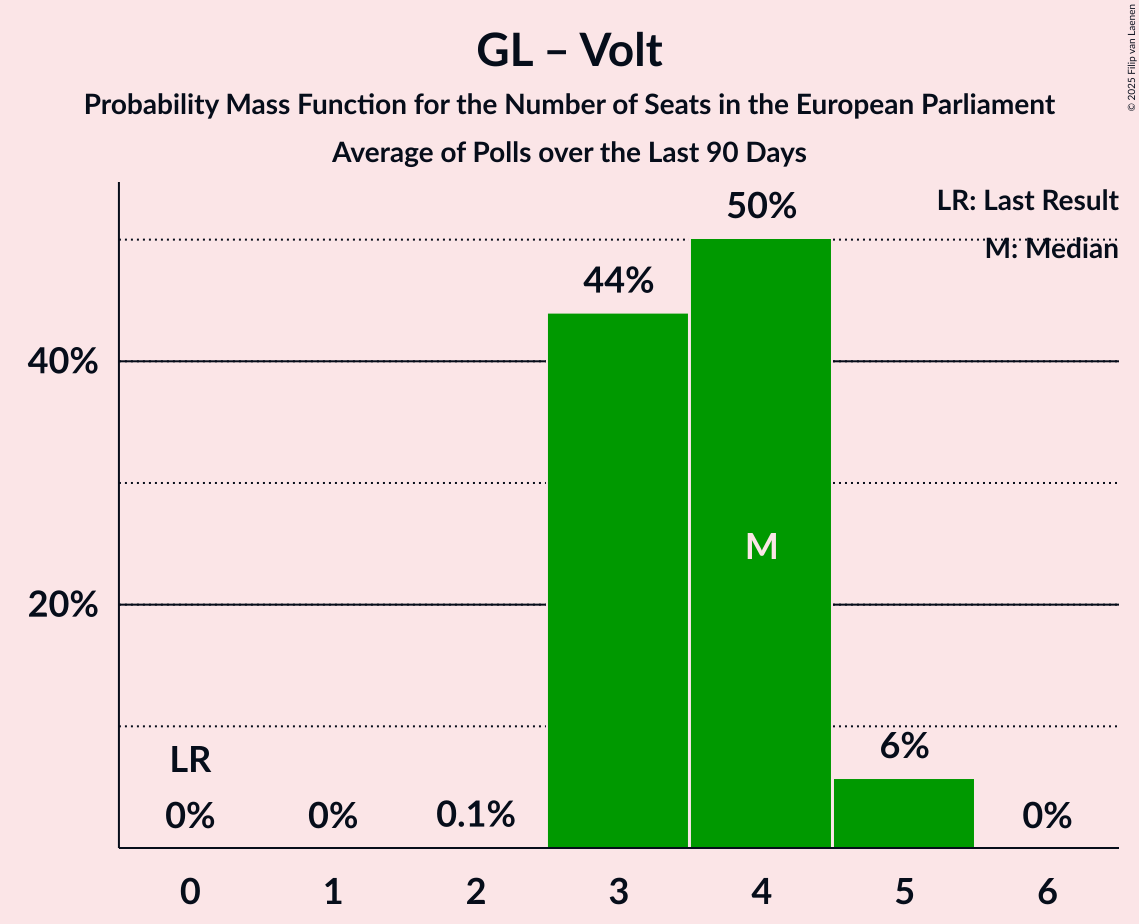 GL – Volt
Probability Mass Function for the Number of Seats in the European Parliament
Average of Polls over the Last 90 Days
© 2025 Filip van Laenen
LR: Last Result
M: Median
50%
44%
40%
M
20%
6%
LR
0%
0%
0.1%
0%
0
1
2
3
4
5
6